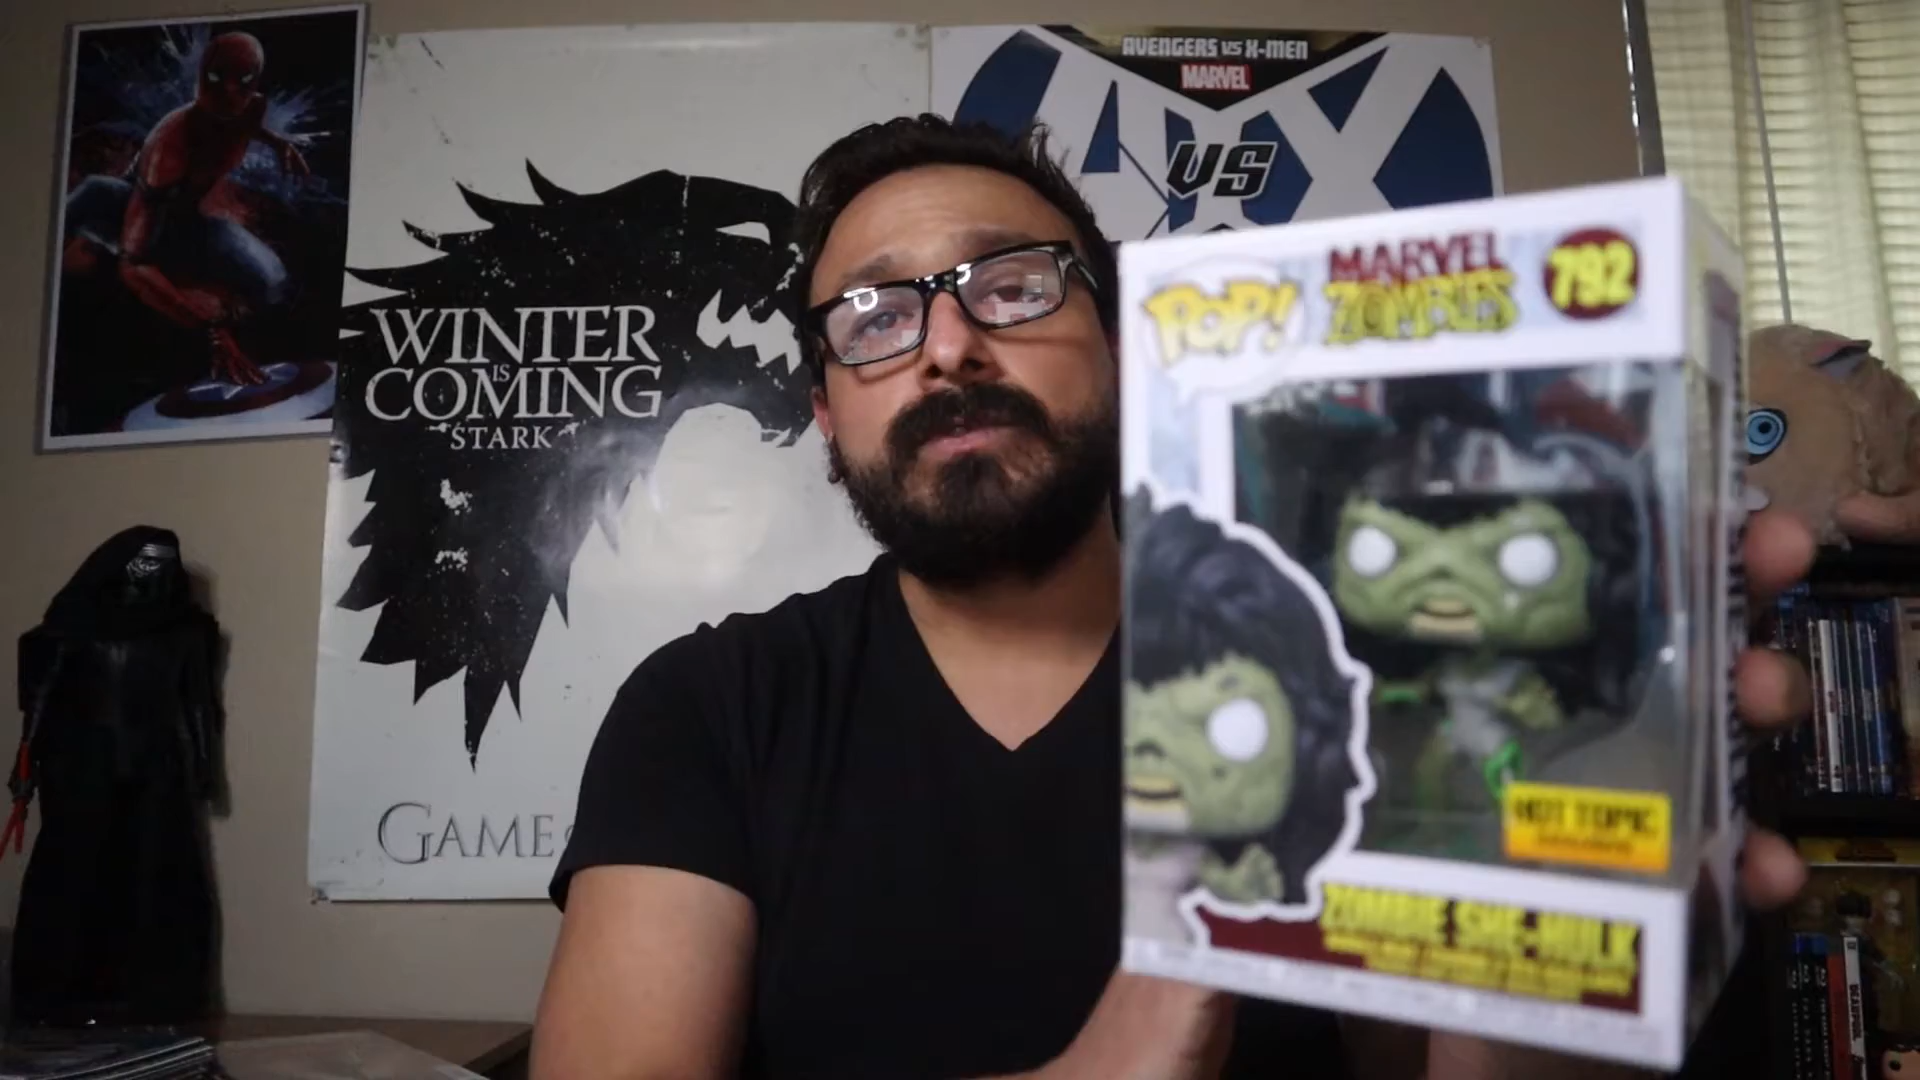 AVENGERS VS X-MEN
MARVEL
VS
WINTER
IS
COMING
STARK
GAME
POP!
MARVEL
ZOMBIES
792
HOT TOPIC
ZOMBIE SHE-HULK
DEADPOOL